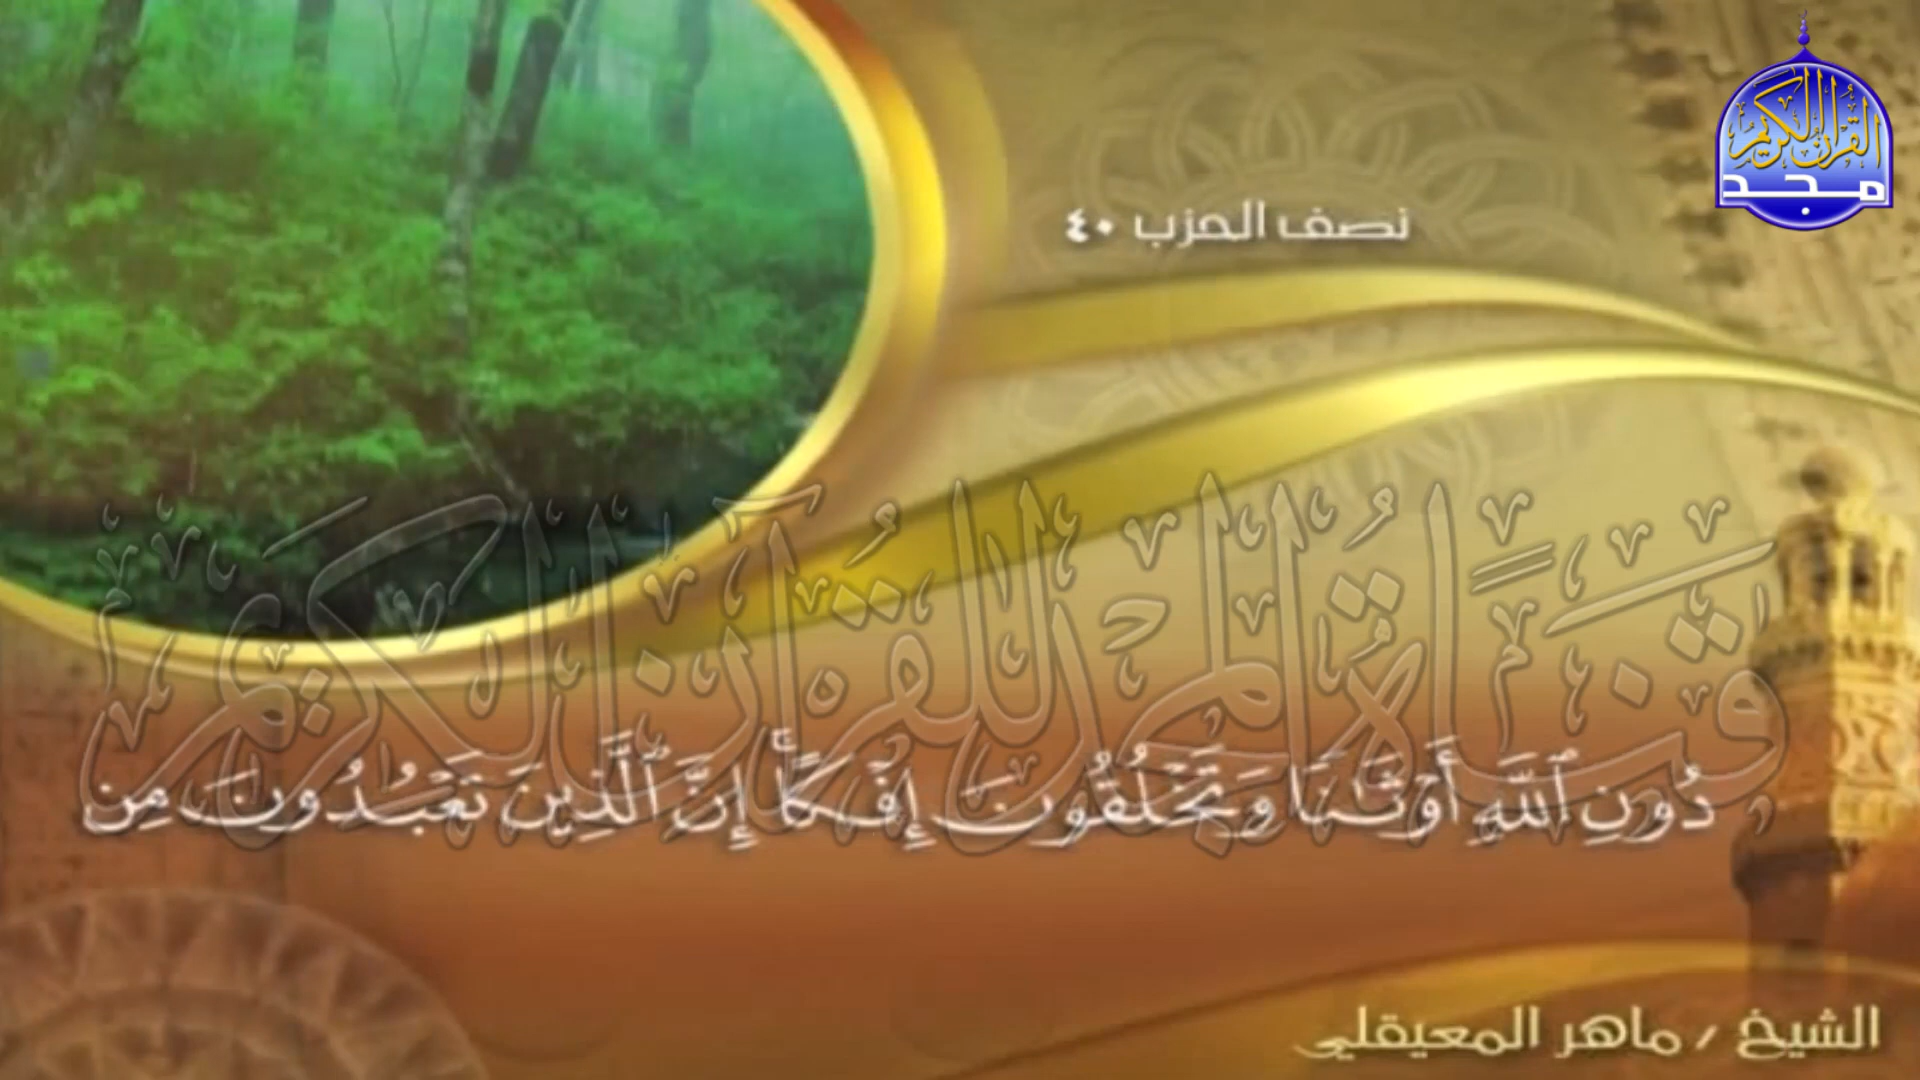 القرآن الكريم
مجد
نصف الحزب ٤٠
قناة المجد للقرآن الكريم
دُونِ ٱللَّهِ أَوْثَـٰنًا وَتَخْلُقُونَ إِفْكًا ۚ إِنَّ ٱلَّذِينَ تَعْبُدُونَ مِن
الشيخ / ماهر المعيقلي